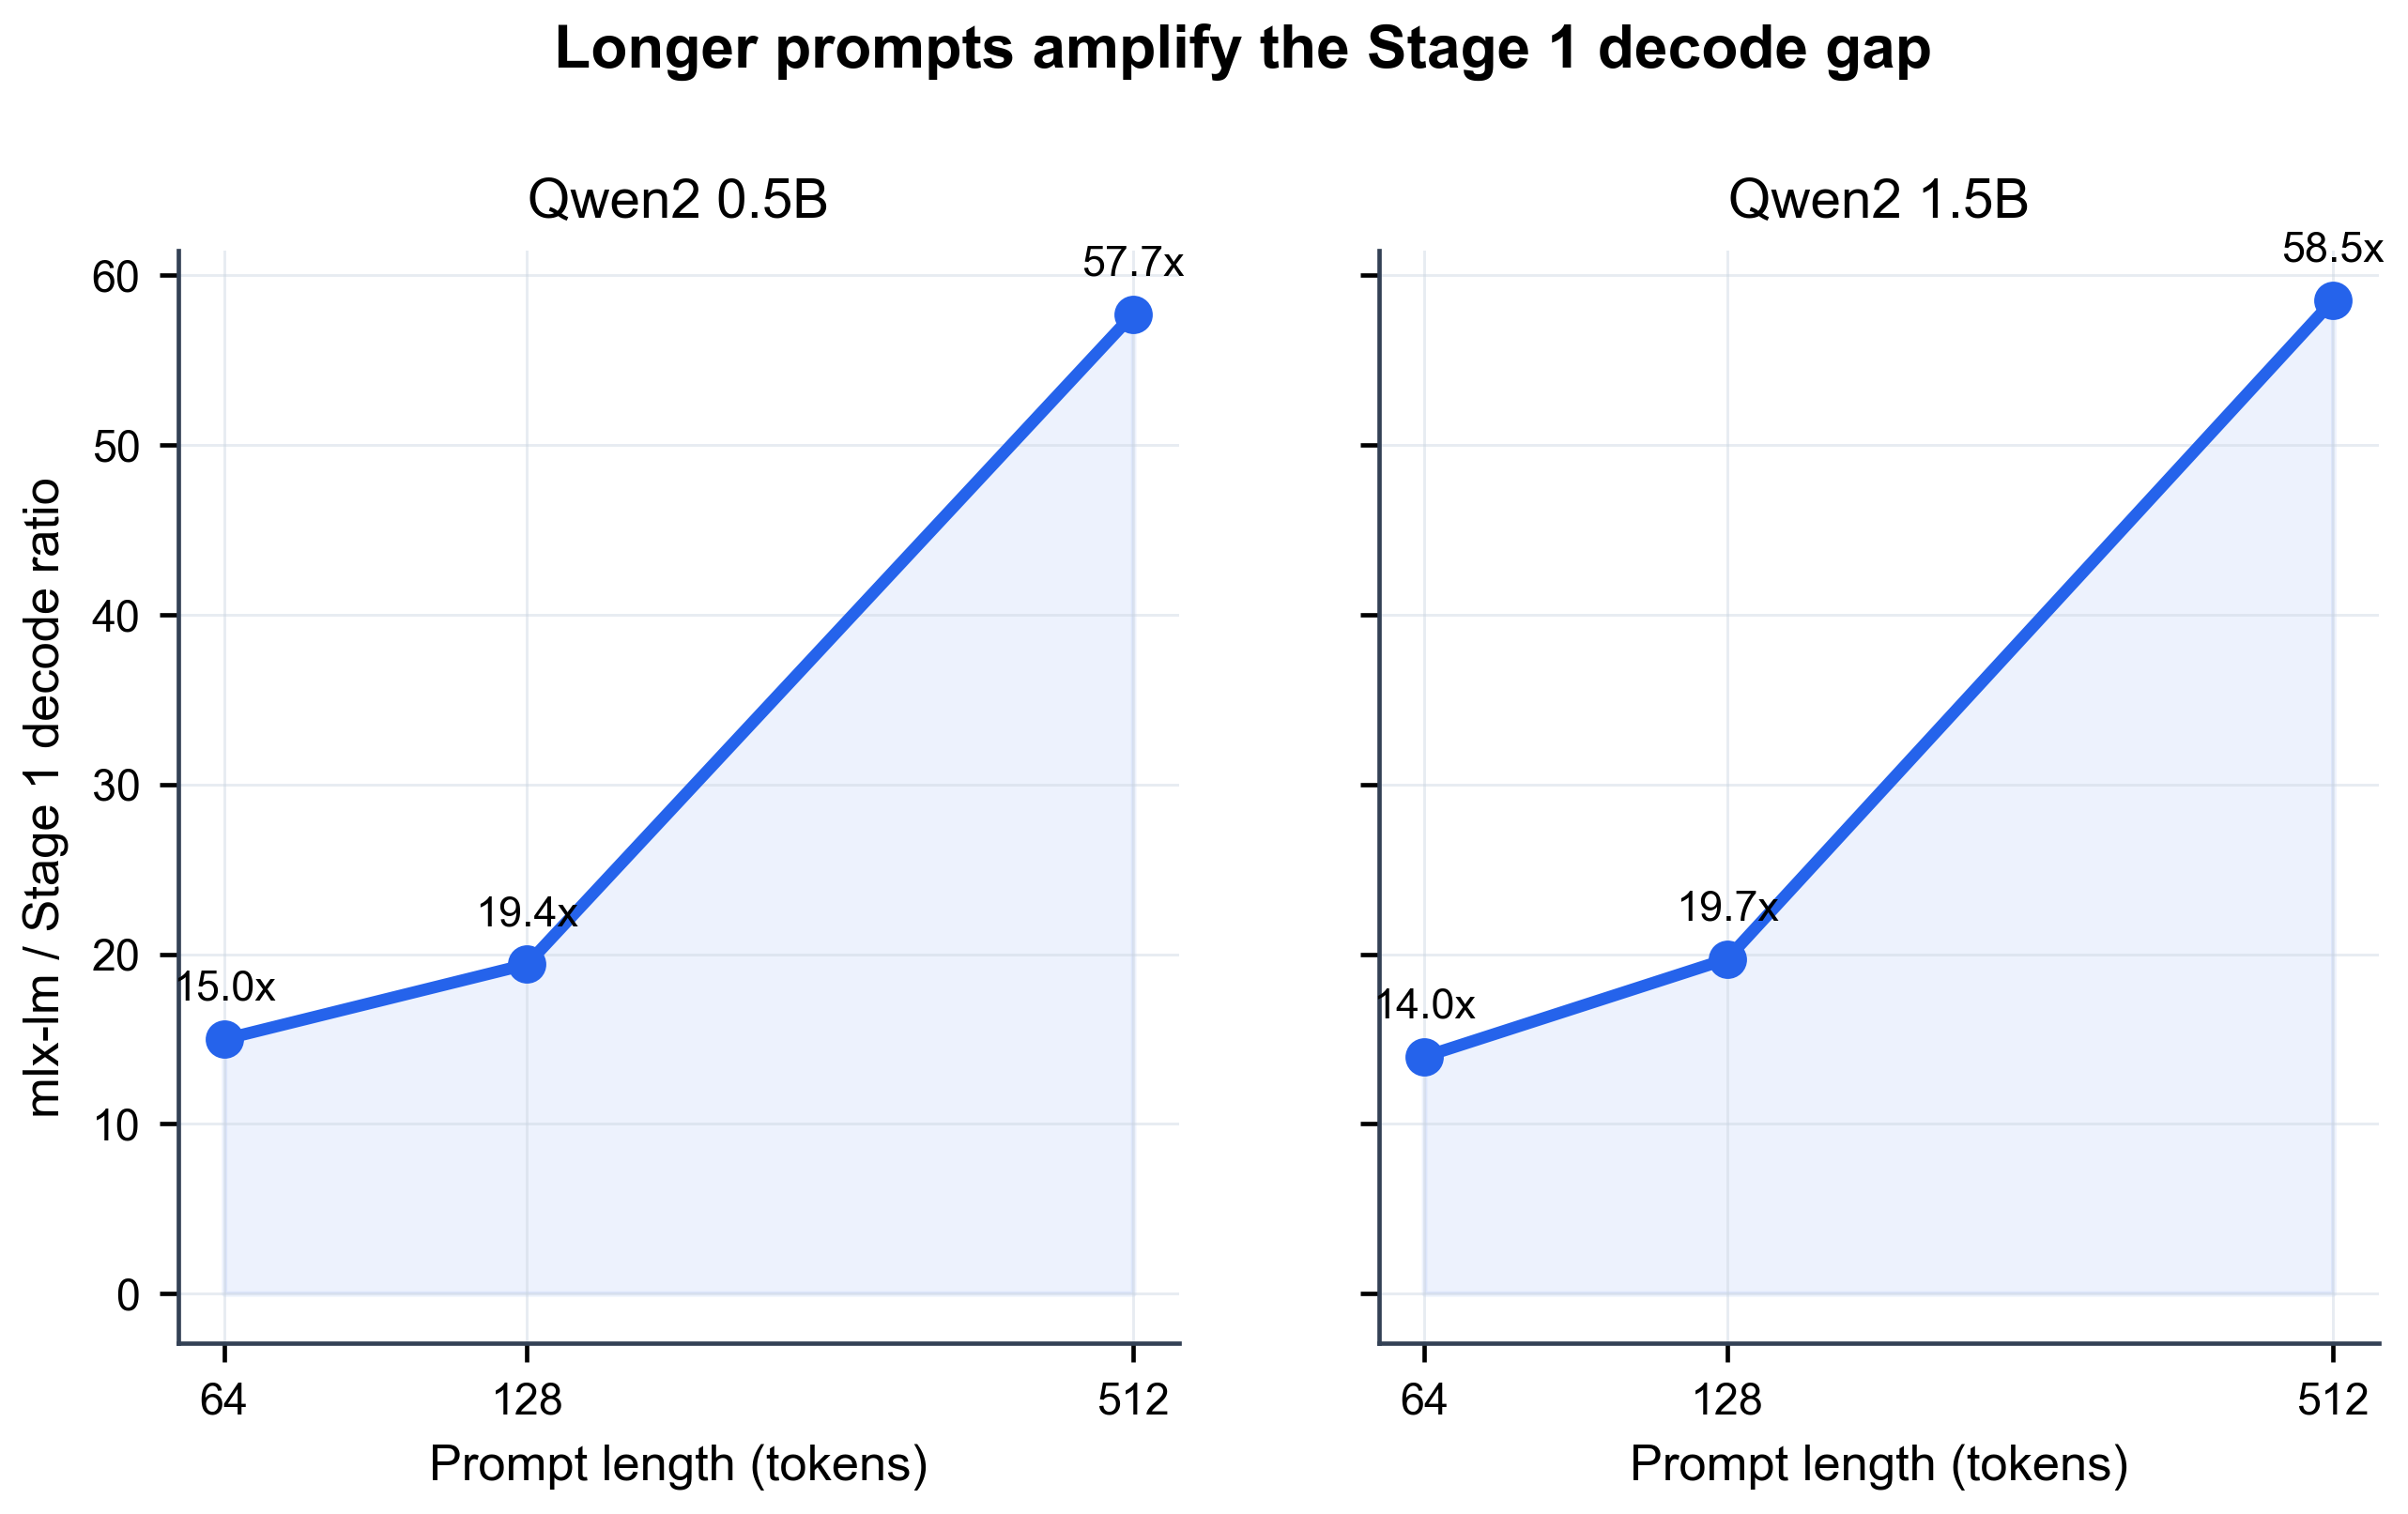 Longer prompts amplify the Stage 1 decode gap
Qwen2 0.5B
mlx-lm / Stage 1 decode ratio
60
50
40
30
20
10
0
15.0x
19.4x
57.7x
64
128
512
Prompt length (tokens)
Qwen2 1.5B
14.0x
19.7x
58.5x
64
128
512
Prompt length (tokens)